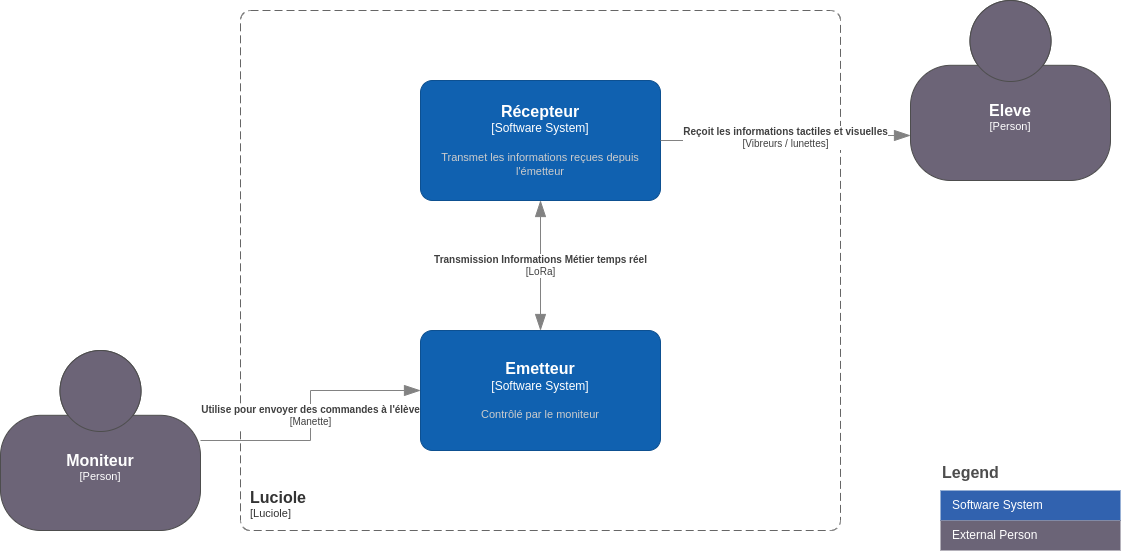 Récepteur
[Software System]
Transmet les informations reçues depuis
l'émetteur
Reçoit les informations tactiles et visuelles
[Vibreurs / lunettes]
Eleve
[Person]
Transmission Informations Métier temps réel
[LoRa]
Emetteur
[Software System]
Contrôlé par le moniteur
Utilise pour envoyer des commandes à l'élève
[Manette]
Moniteur
[Person]
Luciole
[Luciole]
Legend
Software System
External Person